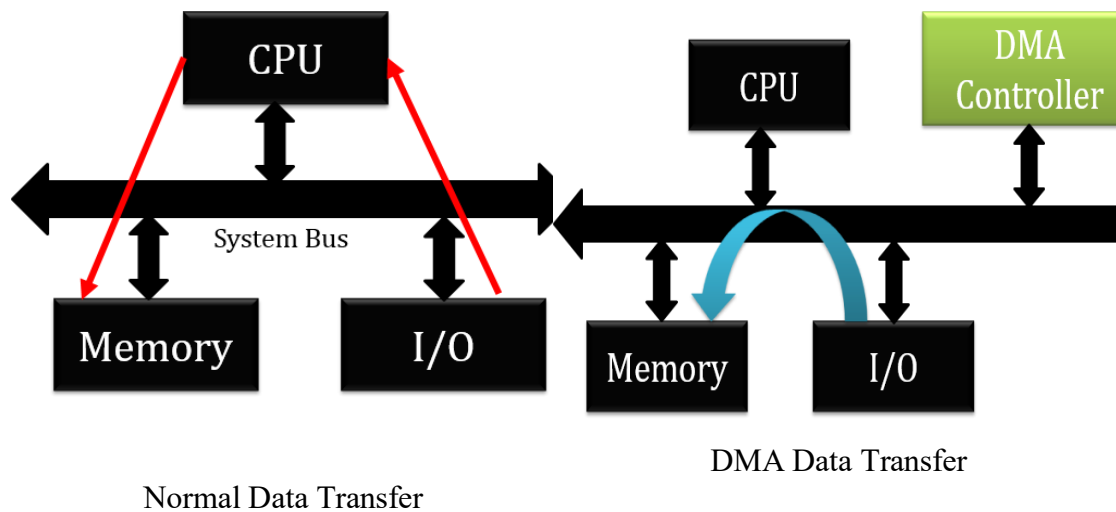 CPU
System Bus
Memory
I/O
Normal Data Transfer
CPU
DMA
Controller
Memory
I/O
DMA Data Transfer